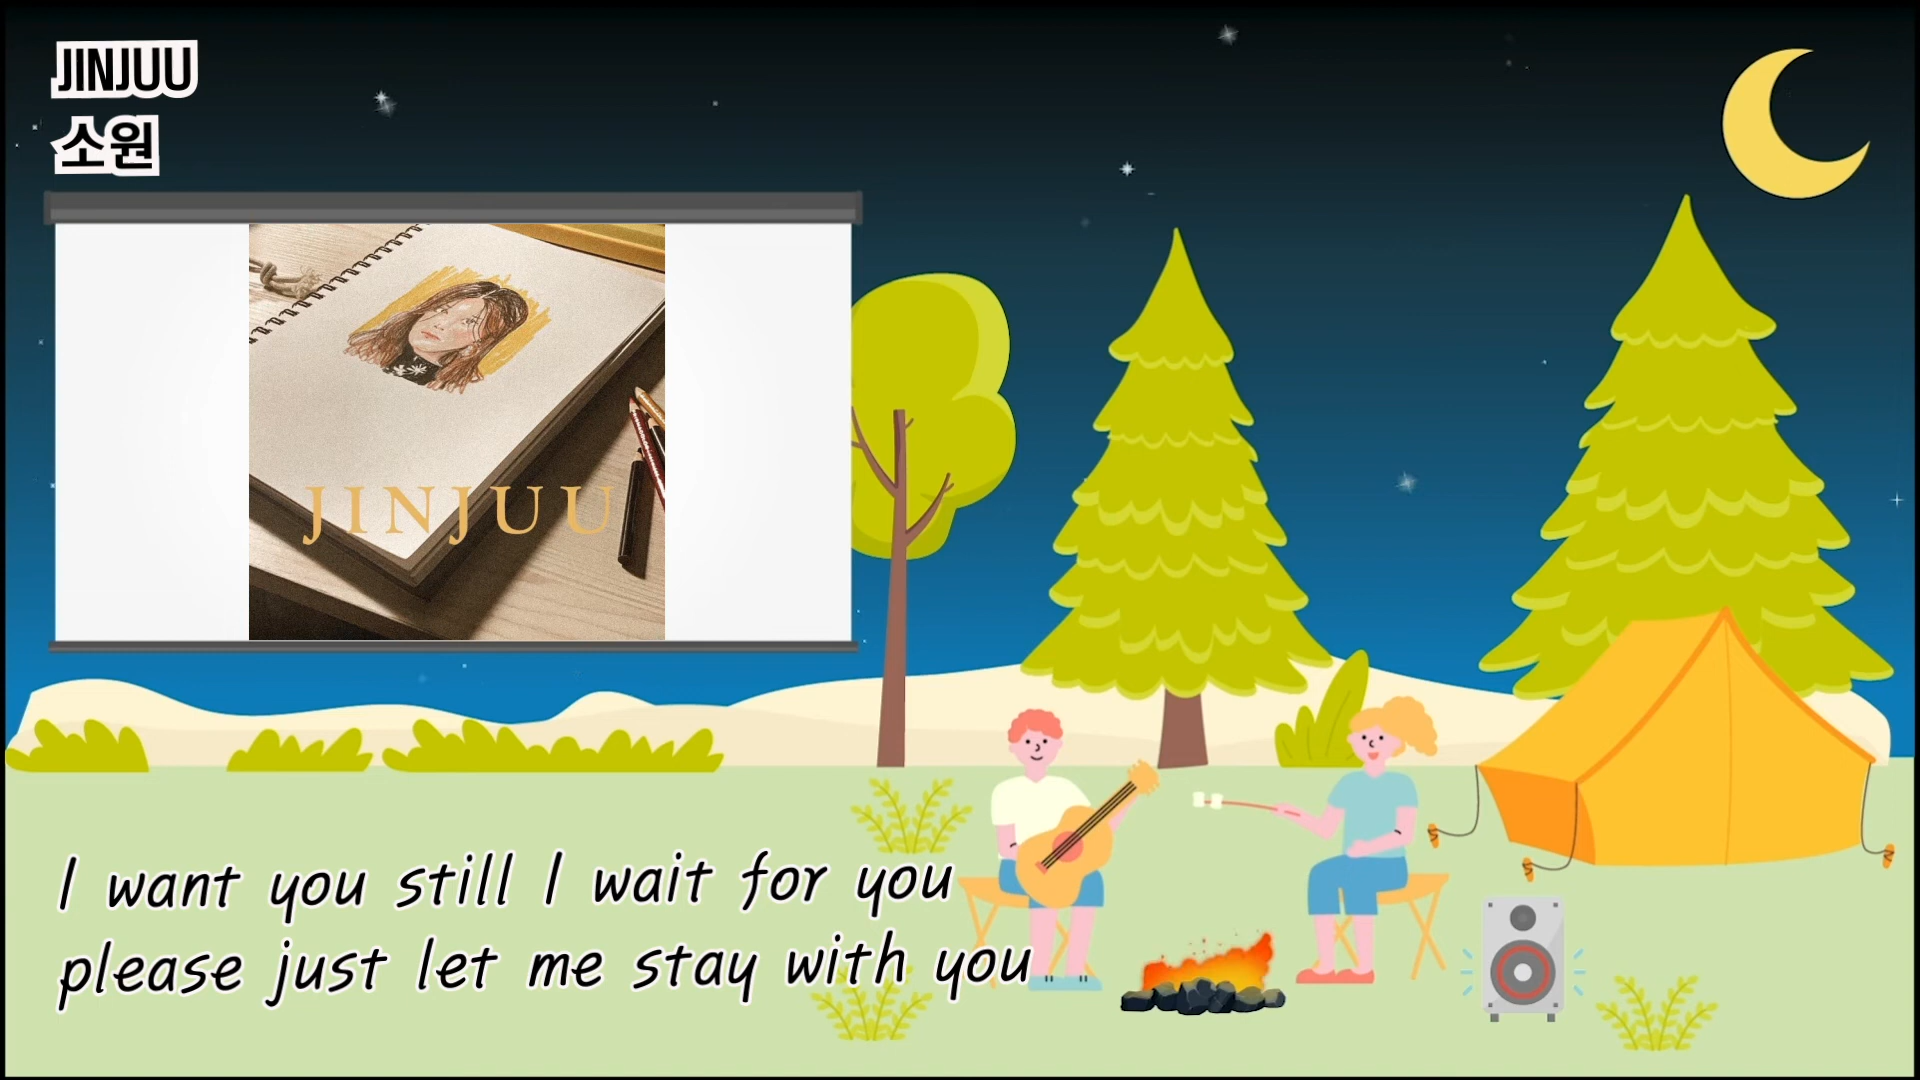 JINJUU
소원
JINJUU
I want you still I wait for you
please just let me stay with you